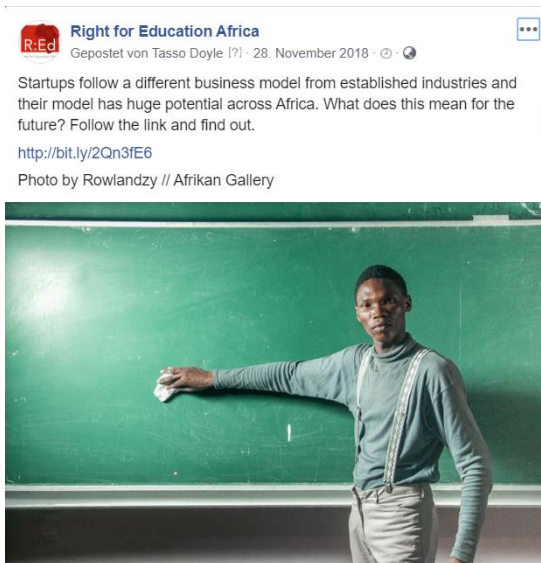 R:Ed
Right for Education Africa
Gepostet von Tasso Doyle [?] · 28. November 2018 ·
Startups follow a different business model from established industries and
their model has huge potential across Africa. What does this mean for the
future? Follow the link and find out.
http://bit.ly/2Qn3fE6
Photo by Rowlandzy // Afrikan Gallery